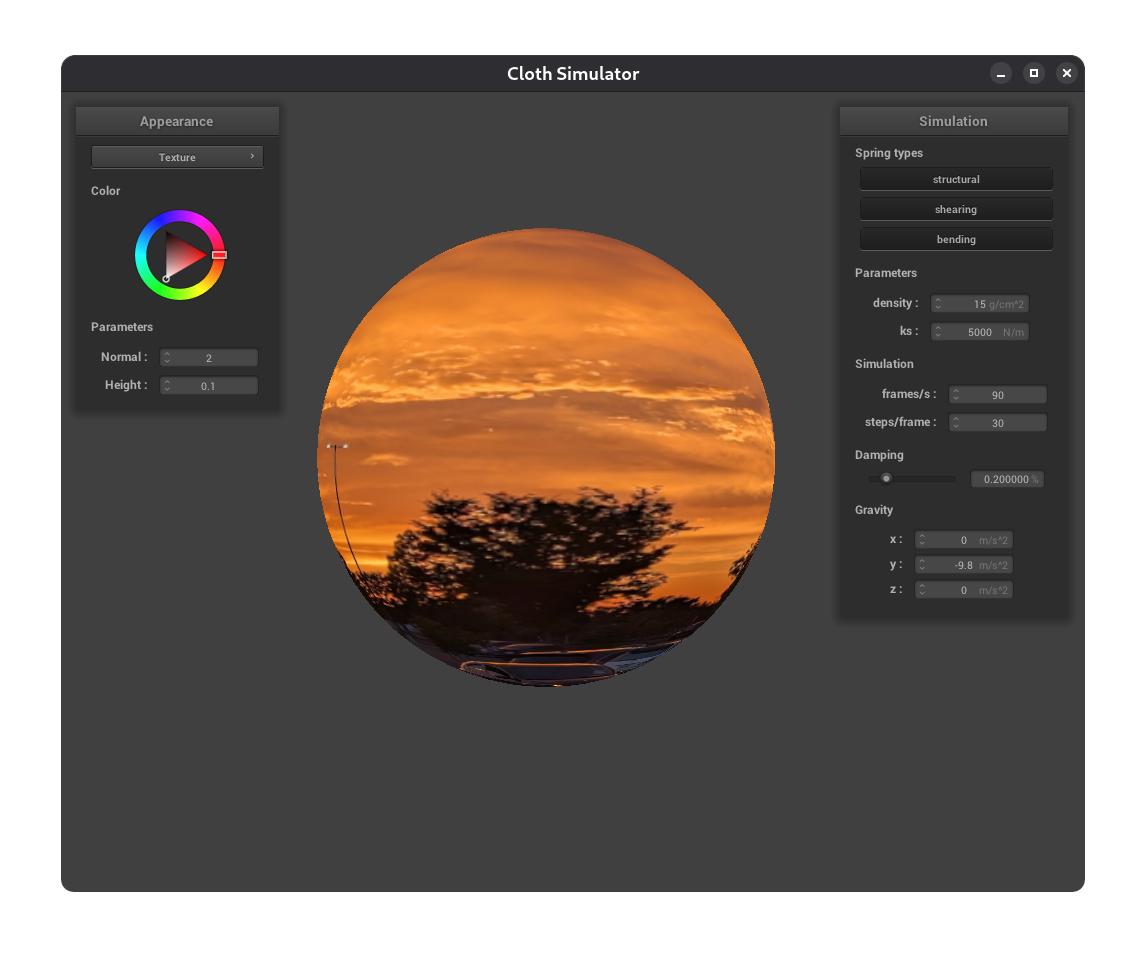 Cloth Simulator
Appearance
Texture
Color
Parameters
Normal : 2
Height : 0.1
Simulation
Spring types
structural
shearing
bending
Parameters
density : 15 g/cm^2
ks : 5000 N/m
Simulation
frames/s : 90
steps/frame : 30
Damping
0.200000 %
Gravity
x : 0 m/s^2
y : -9.8 m/s^2
z : 0 m/s^2